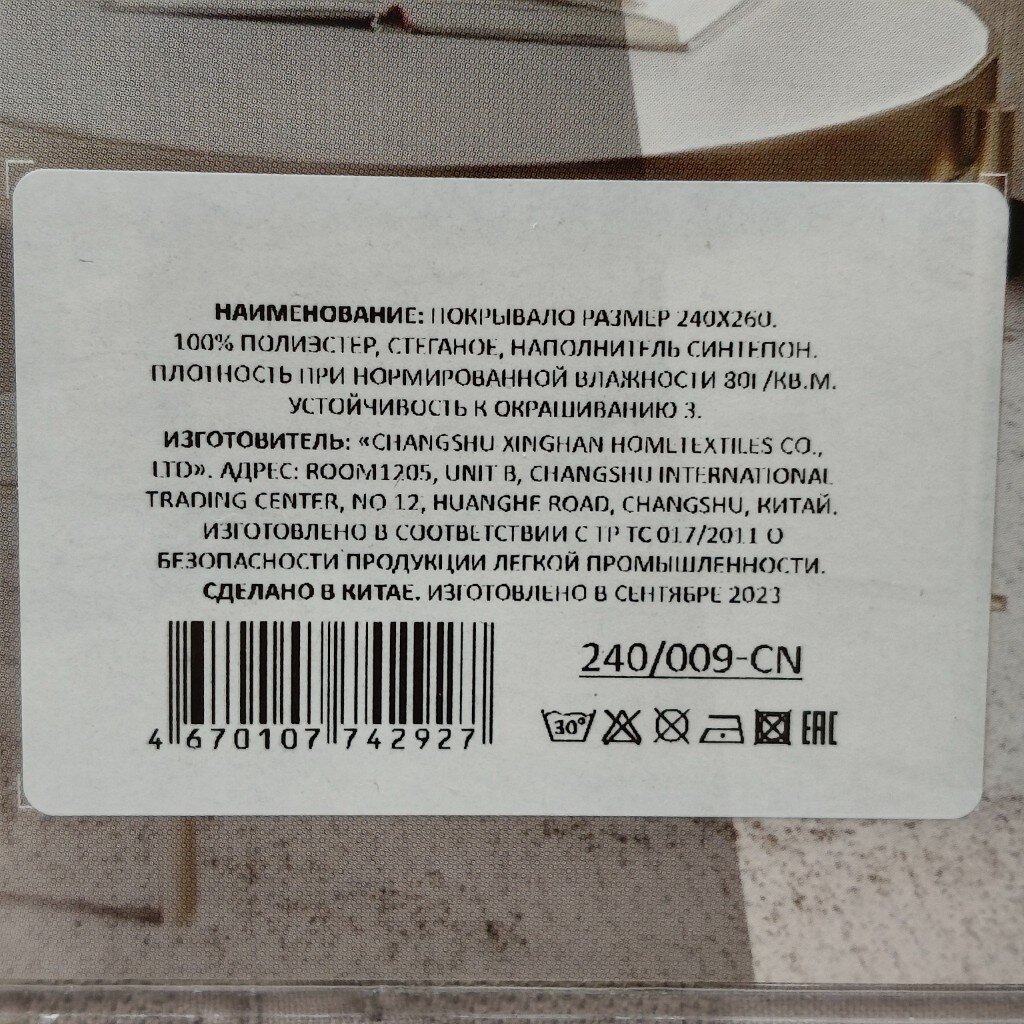 НАИМЕНОВАНИЕ: ПОКРЫВАЛО РАЗМЕР 240Х260.
100% ПОЛИЭСТЕР, СТЕГАНОЕ, НАПОЛНИТЕЛЬ СИНТЕПОН.
ПЛОТНОСТЬ ПРИ НОРМИРОВАННОЙ ВЛАЖНОСТИ 80Г/КВ.М.
УСТОЙЧИВОСТЬ К ОКРАШИВАНИЮ 3.
ИЗГОТОВИТЕЛЬ: «CHANGSHU XINGHAN HOMETEXTILES CO.,
LTD». АДРЕС: ROOM1205, UNIT B, CHANGSHU INTERNATIONAL
TRADING CENTER, NO 12, HUANGHE ROAD, CHANGSHU, КИТАЙ.
ИЗГОТОВЛЕНО В СООТВЕТСТВИИ С ТР ТС 017/2011 О
БЕЗОПАСНОСТИ ПРОДУКЦИИ ЛЕГКОЙ ПРОМЫШЛЕННОСТИ.
СДЕЛАНО В КИТАЕ. ИЗГОТОВЛЕНО В СЕНТЯБРЕ 2023
240/009-CN
30° EAC
4 670107 742927